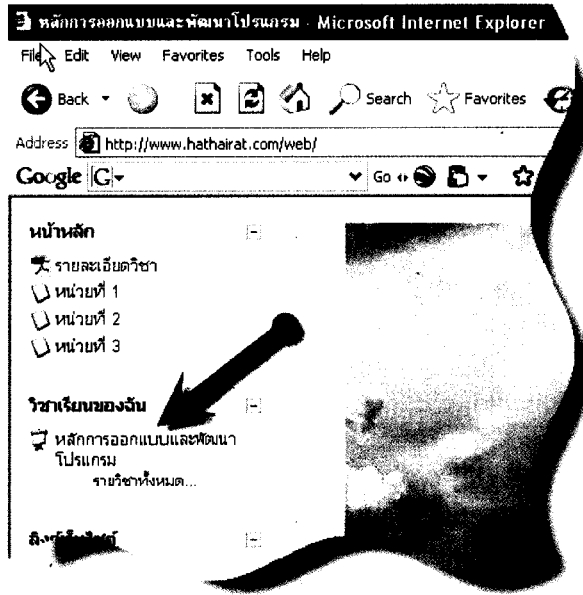 หลักการออกแบบและพัฒนาโปรแกรม - Microsoft Internet Explorer
File Edit View Favorites Tools Help
Back Search Favorites
Address http://www.hathairat.com/web/
Google G Go
หน้าหลัก
รายละเอียดวิชา
หน่วยที่ 1
หน่วยที่ 2
หน่วยที่ 3
วิชาเรียนของฉัน
หลักการออกแบบและพัฒนา
โปรแกรม
รายวิชาทั้งหมด...